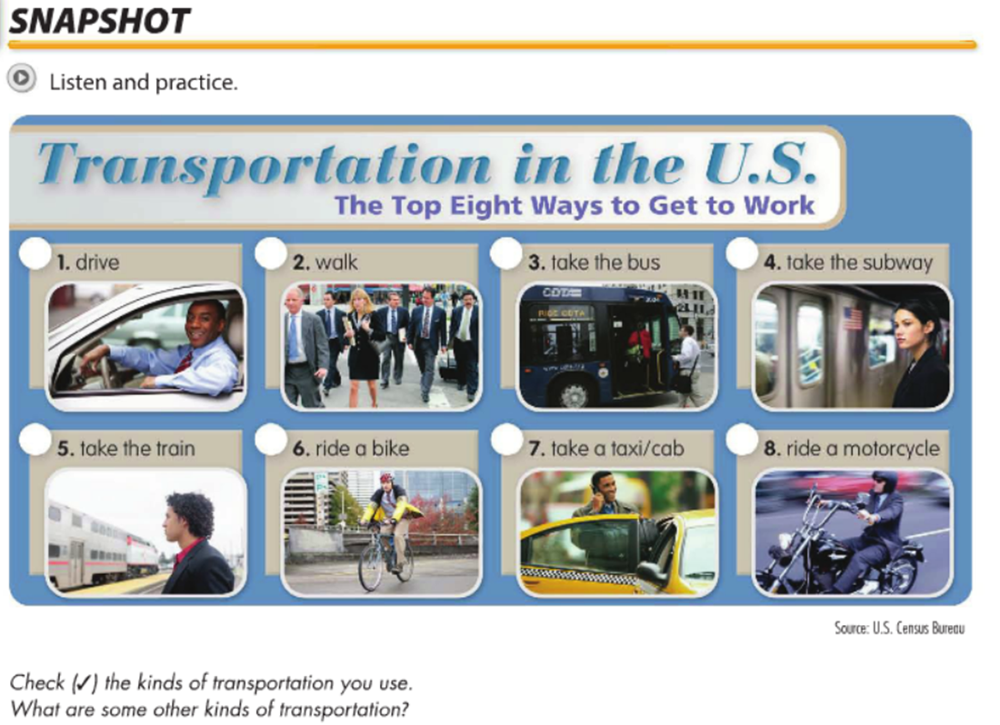 SNAPSHOT
Listen and practice.
Transportation in the U.S.
The Top Eight Ways to Get to Work
1. drive
2. walk
3. take the bus
4. take the subway
CDTA
RIDE CDTA
5. take the train
6. ride a bike
7. take a taxi/cab
8. ride a motorcycle
Source: U.S. Census Bureau
Check (✓) the kinds of transportation you use.
What are some other kinds of transportation?